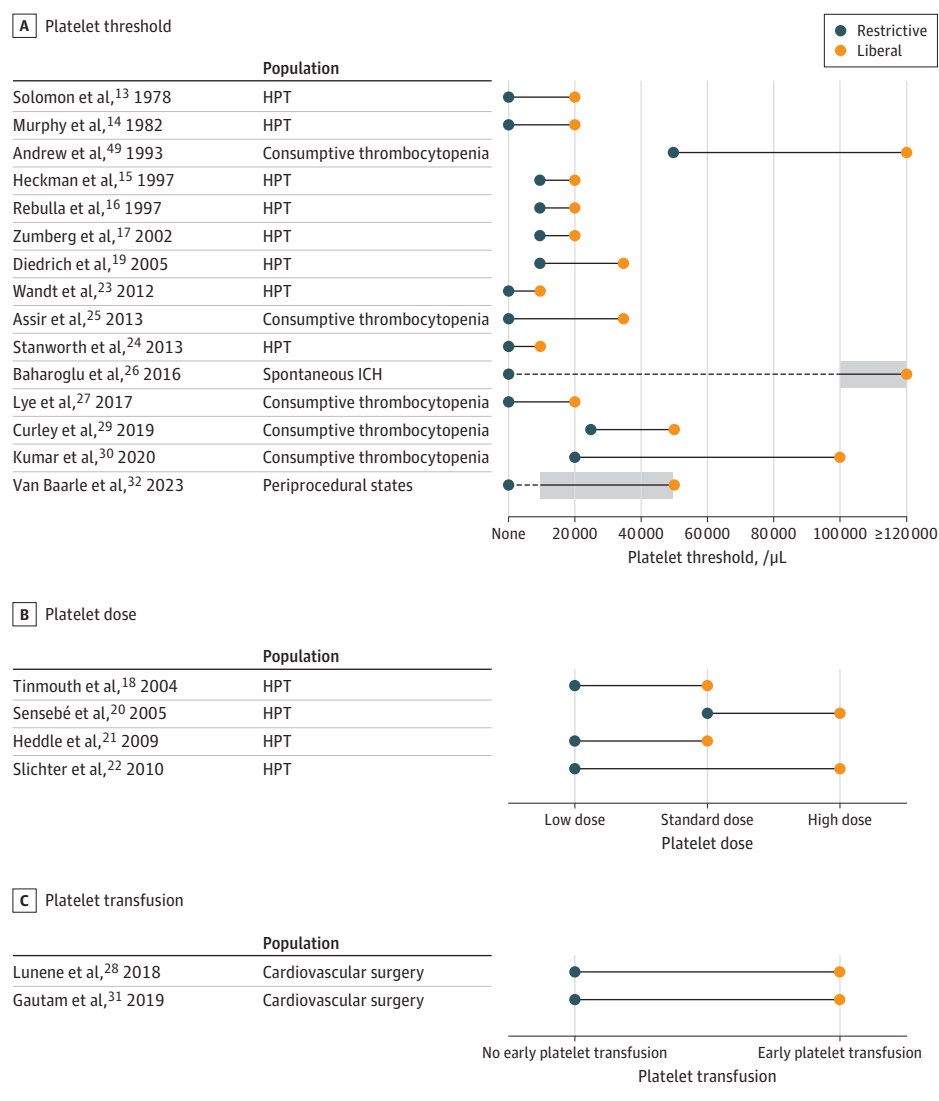 A Platelet threshold
Restrictive
Liberal
Population
Solomon et al,13 1978 HPT
Murphy et al,14 1982 HPT
Andrew et al,49 1993 Consumptive thrombocytopenia
Heckman et al,15 1997 HPT
Rebulla et al,16 1997 HPT
Zumberg et al,17 2002 HPT
Diedrich et al,19 2005 HPT
Wandt et al,23 2012 HPT
Assir et al,25 2013 Consumptive thrombocytopenia
Stanworth et al,24 2013 HPT
Baharoglu et al,26 2016 Spontaneous ICH
Lye et al,27 2017 Consumptive thrombocytopenia
Curley et al,29 2019 Consumptive thrombocytopenia
Kumar et al,30 2020 Consumptive thrombocytopenia
Van Baarle et al,32 2023 Periprocedural states
None 20000 40000 60000 80000 100000 ≥120000
Platelet threshold, /μL
B Platelet dose
Population
Tinmouth et al,18 2004 HPT
Sensebé et al,20 2005 HPT
Heddle et al,21 2009 HPT
Slichter et al,22 2010 HPT
Low dose Standard dose High dose
Platelet dose
C Platelet transfusion
Population
Lunene et al,28 2018 Cardiovascular surgery
Gautam et al,31 2019 Cardiovascular surgery
No early platelet transfusion Early platelet transfusion
Platelet transfusion